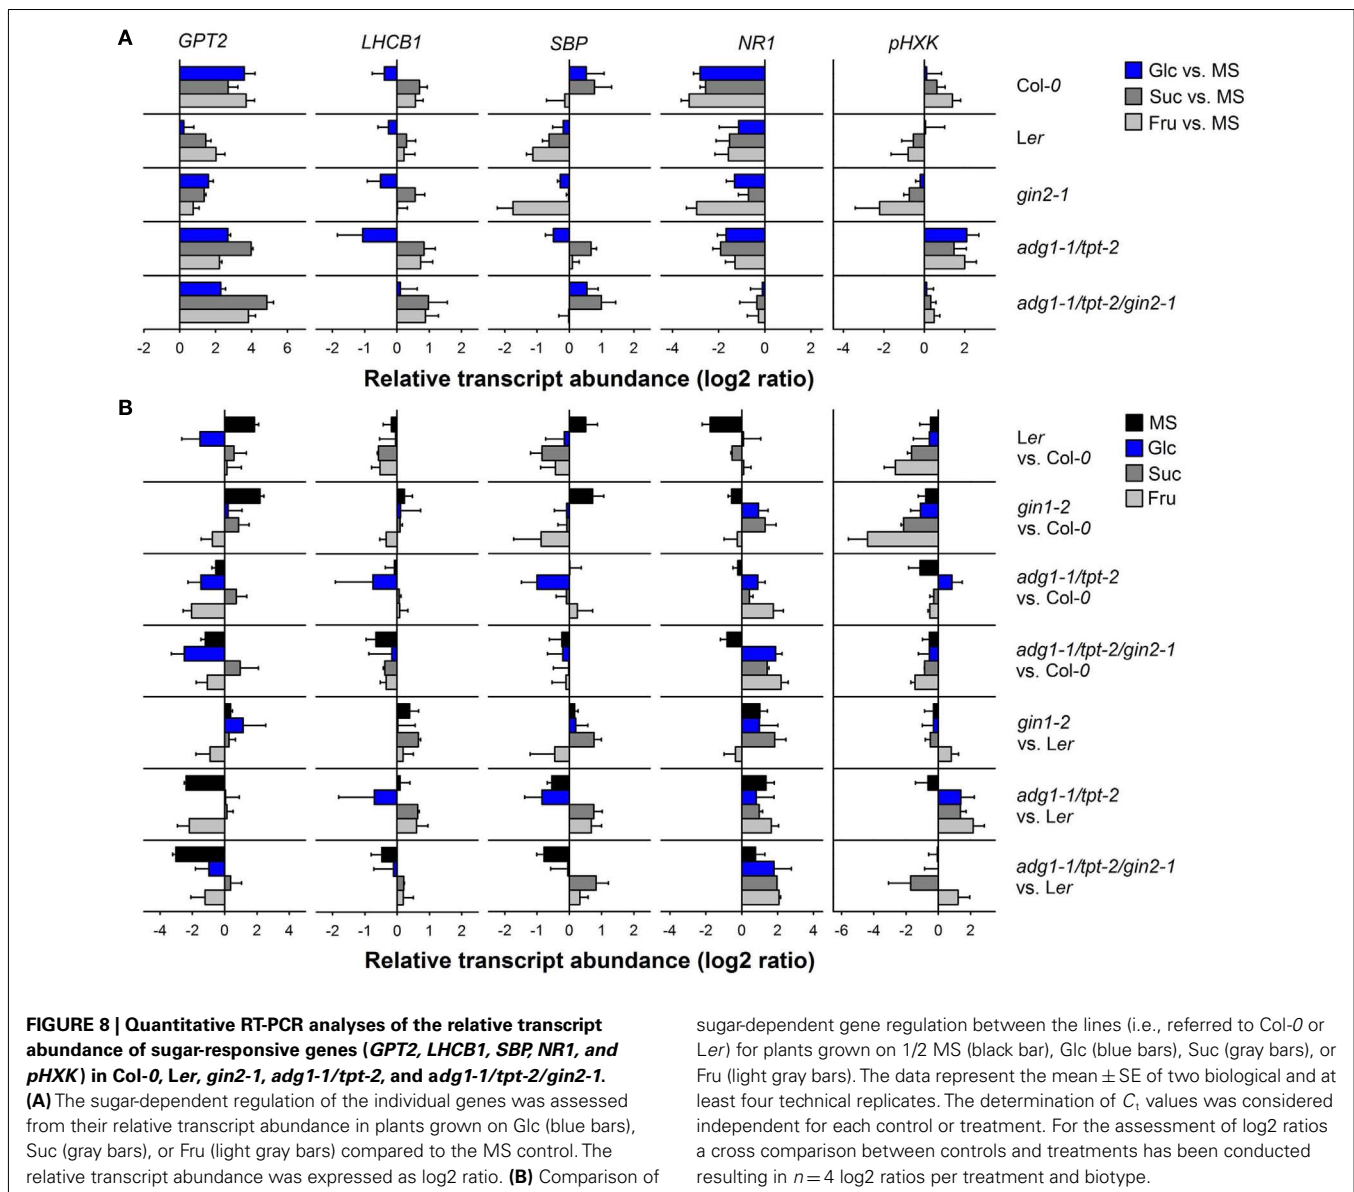 A
GPT2 LHCB1 SBP NR1 pHXK
Glc vs. MS
Suc vs. MS
Fru vs. MS
Col-0
Ler
gin2-1
adg1-1/tpt-2
adg1-1/tpt-2/gin2-1
-2 0 2 4 6 -2 -1 0 1 2 -2 -1 0 1 2 -4 -2 0 2 -4 -2 0 2
Relative transcript abundance (log2 ratio)
B
MS
Glc
Suc
Fru
Ler
vs. Col-0
gin1-2
vs. Col-0
adg1-1/tpt-2
vs. Col-0
adg1-1/tpt-2/gin2-1
vs. Col-0
gin1-2
vs. Ler
adg1-1/tpt-2
vs. Ler
adg1-1/tpt-2/gin2-1
vs. Ler
4 -2 0 2 4 -2 -1 0 1 2 -2 -1 0 1 2 -4 -2 0 2 4 -6 -4 -2 0 2
Relative transcript abundance (log2 ratio)
FIGURE 8 | Quantitative RT-PCR analyses of the relative transcript
abundance of sugar-responsive genes (GPT2, LHCB1, SBP, NR1, and
pHXK) in Col-0, Ler, gin2-1, adg1-1/tpt-2, and adg1-1/tpt-2/gin2-1.
(A) The sugar-dependent regulation of the individual genes was assessed
from their relative transcript abundance in plants grown on Glc (blue bars),
Suc (gray bars), or Fru (light gray bars) compared to the MS control. The
relative transcript abundance was expressed as log2 ratio. (B) Comparison of
sugar-dependent gene regulation between the lines (i.e., referred to Col-0 or
Ler) for plants grown on 1/2 MS (black bar), Glc (blue bars), Suc (gray bars), or
Fru (light gray bars). The data represent the mean ± SE of two biological and at
least four technical replicates. The determination of Ct values was considered
independent for each control or treatment. For the assessment of log2 ratios
a cross comparison between controls and treatments has been conducted
resulting in n = 4 log2 ratios per treatment and biotype.